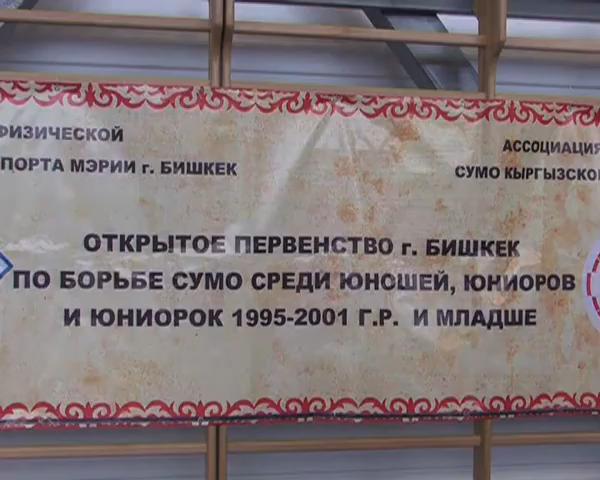 ФИЗИЧЕСКОЙ
ПОРТА МЭРИИ г. БИШКЕК
АССОЦИАЦИЯ
СУМО КЫРГЫЗСКО
ОТКРЫТОЕ ПЕРВЕНСТВО г. БИШКЕК
ПО БОРЬБЕ СУМО СРЕДИ ЮНОШЕЙ, ЮНИОРОВ
И ЮНИОРОК 1995-2001 Г.Р. И МЛАДШЕ